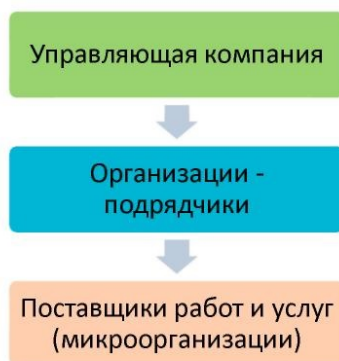 Управляющая компания
Организации -
подрядчики
Поставщики работ и услуг
(микроорганизации)